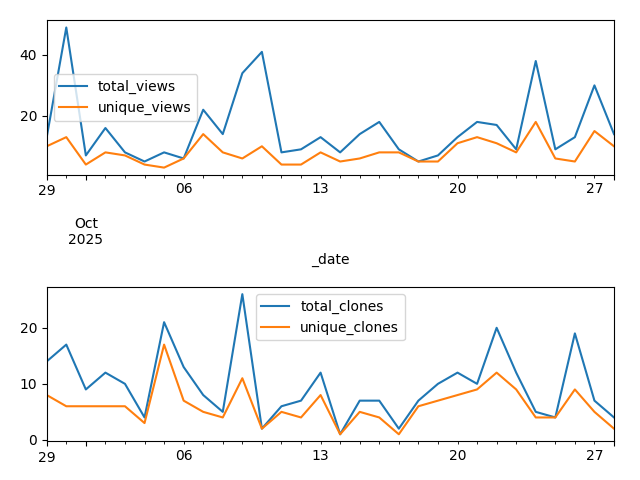 40
20
total_views
unique_views
29
06
13
20
27
Oct
2025
_date
20
10
0
total_clones
unique_clones
29
06
13
20
27